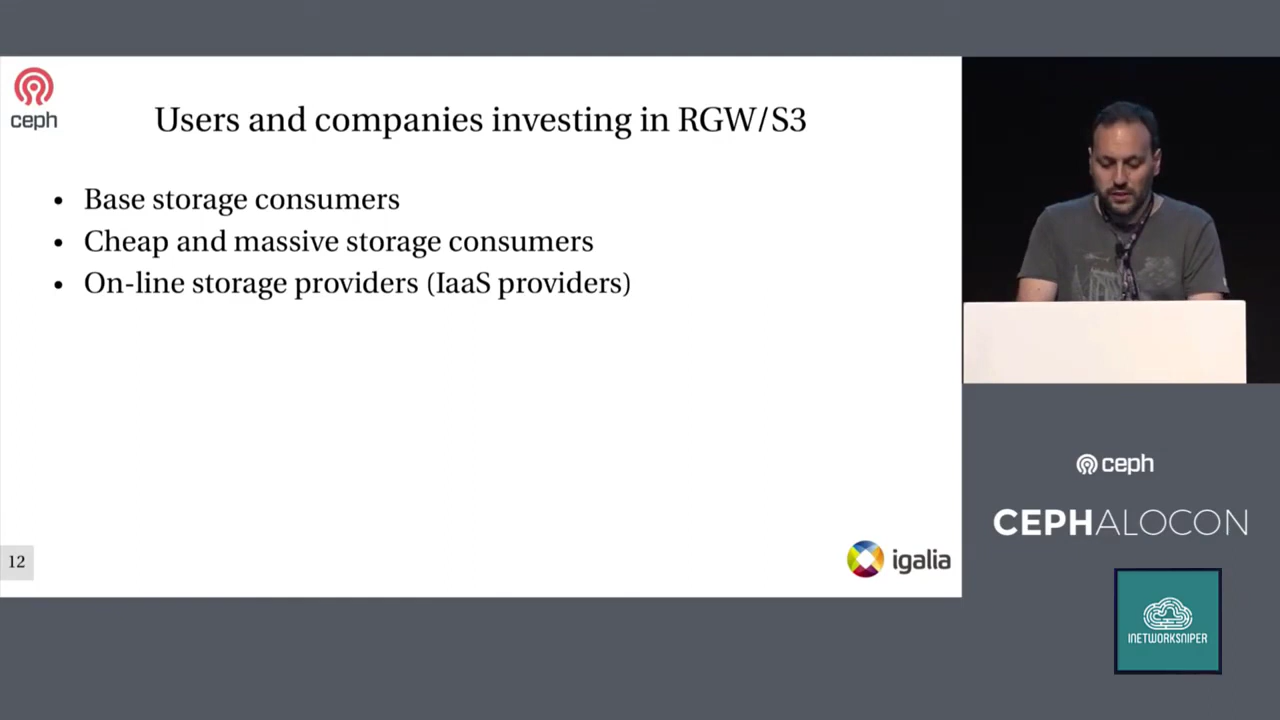 ceph
Users and companies investing in RGW/S3
• Base storage consumers
• Cheap and massive storage consumers
• On-line storage providers (IaaS providers)
12
igalia
ceph
CEPHALOCON
INETWORKSNIPER